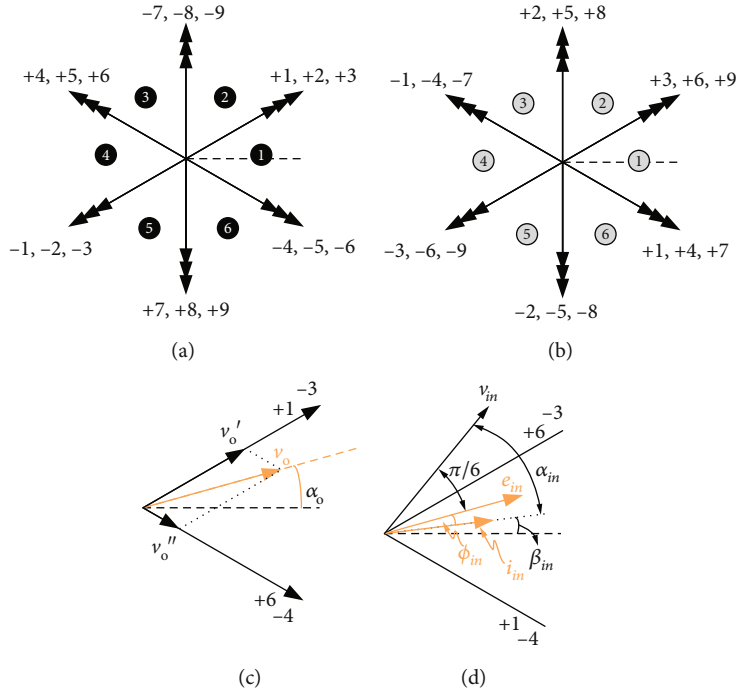 –7, –8, –9
+4, +5, +6
+1, +2, +3
3
2
4
1
5
6
–1, –2, –3
–4, –5, –6
+7, +8, +9
(a)
+2, +5, +8
–1, –4, –7
+3, +6, +9
3
2
4
1
5
6
–3, –6, –9
+1, +4, +7
–2, –5, –8
(b)
–3
+1
vo′
vo
αo
vo″
+6
–4
(c)
vin
–3
+6
π/6
αin
ein
ϕin
iin
βin
+1
–4
(d)